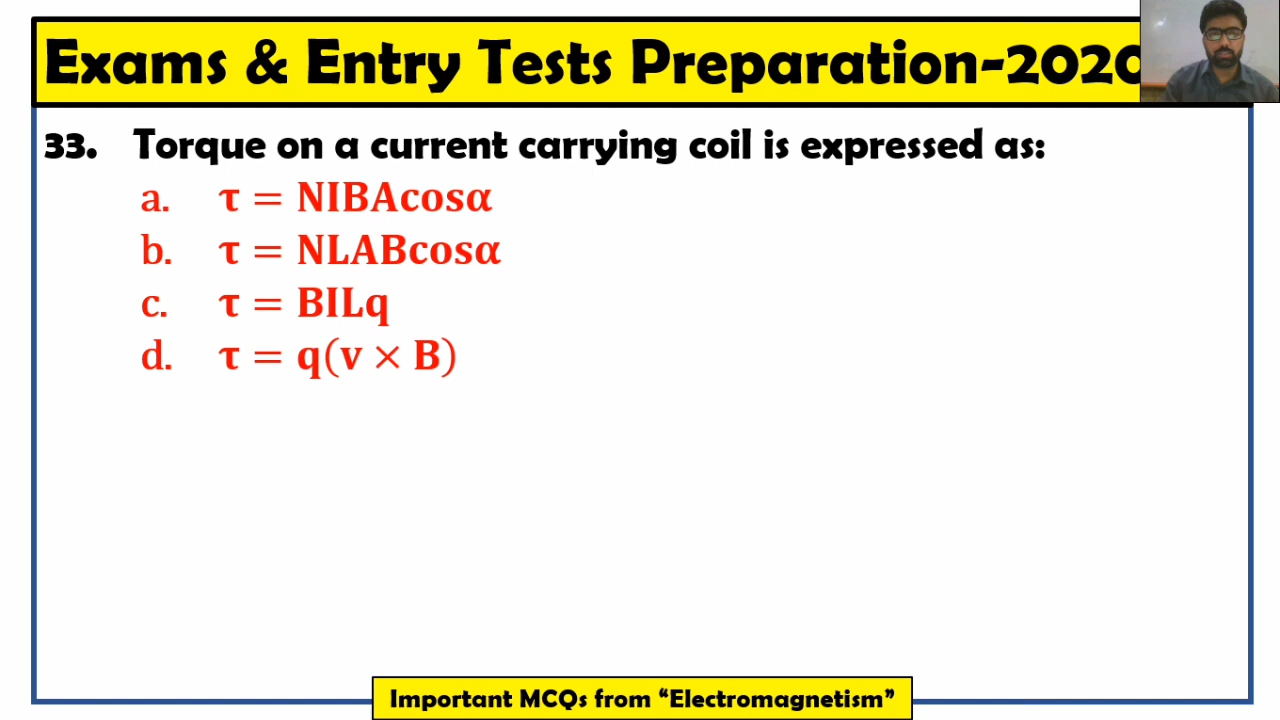 Exams & Entry Tests Preparation-2020
33. Torque on a current carrying coil is expressed as:
a. τ = NIBAcosα
b. τ = NLABcosα
c. τ = BILq
d. τ = q(v × B)
Important MCQs from “Electromagnetism”